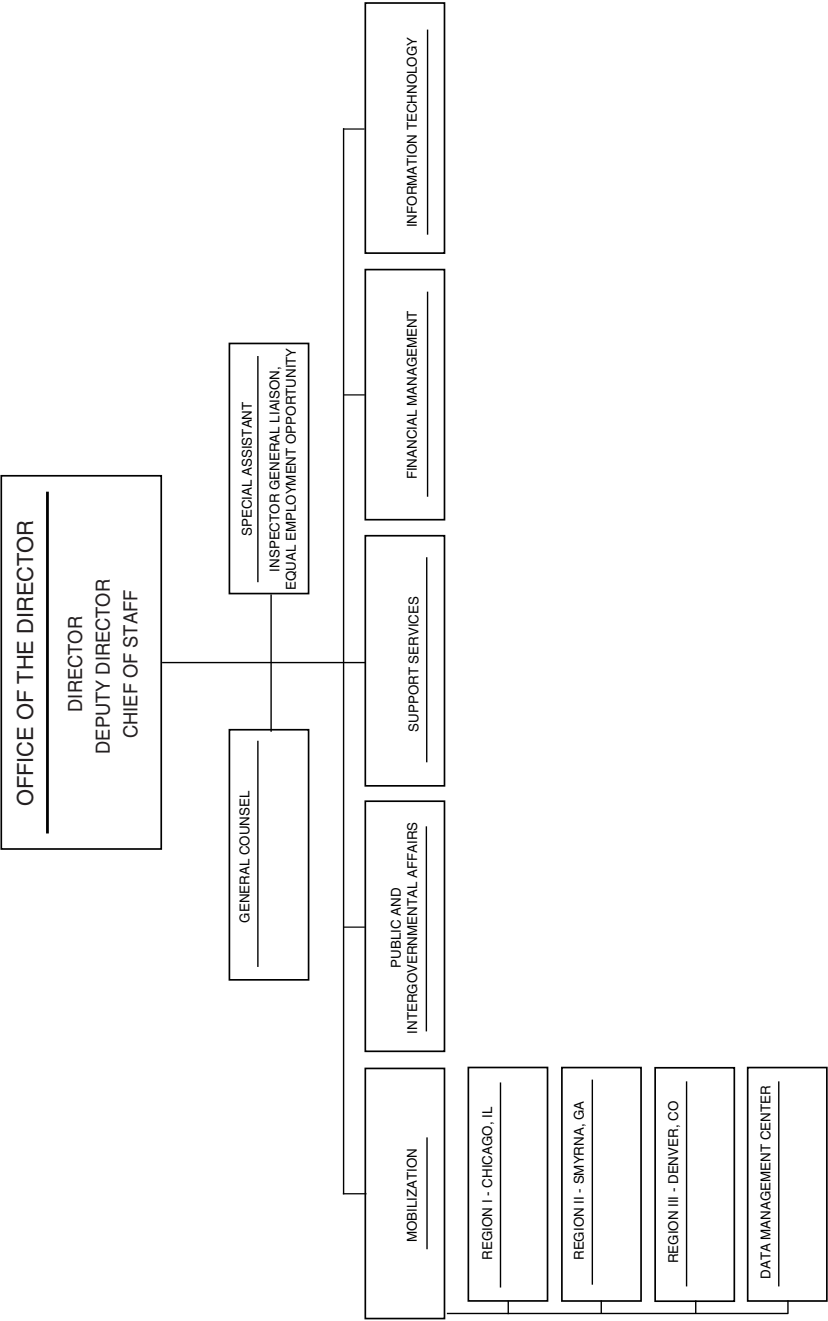 OFFICE OF THE DIRECTOR
DIRECTOR
DEPUTY DIRECTOR
CHIEF OF STAFF
GENERAL COUNSEL
SPECIAL ASSISTANT
INSPECTOR GENERAL LIAISON,
EQUAL EMPLOYMENT OPPORTUNITY
MOBILIZATION
PUBLIC AND
INTERGOVERNMENTAL AFFAIRS
SUPPORT SERVICES
FINANCIAL MANAGEMENT
INFORMATION TECHNOLOGY
REGION I - CHICAGO, IL
REGION II - SMYRNA, GA
REGION III - DENVER, CO
DATA MANAGEMENT CENTER